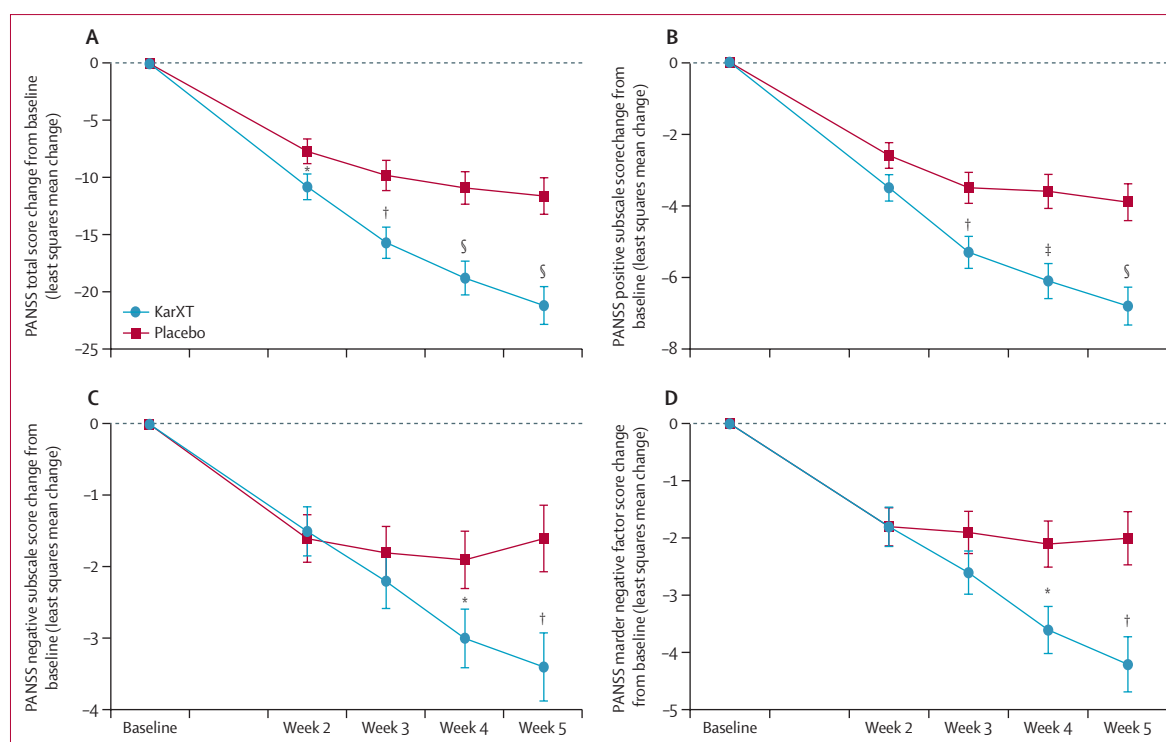 A
PANSS total score change from baseline
(least squares mean change)
0
–5
–10
–15
–20
–25
*
†
§
§
KarXT
Placebo
B
PANSS positive subscale scorechange from
baseline (least squares mean change)
0
–2
–4
–6
–8
†
‡
§
C
PANSS negative subscale score change from
baseline (least squares mean change)
0
–1
–2
–3
–4
*
†
Baseline
Week 2
Week 3
Week 4
Week 5
D
PANSS marder negative factor score change
from baseline (least squares mean change)
0
–1
–2
–3
–4
–5
*
†
Baseline
Week 2
Week 3
Week 4
Week 5